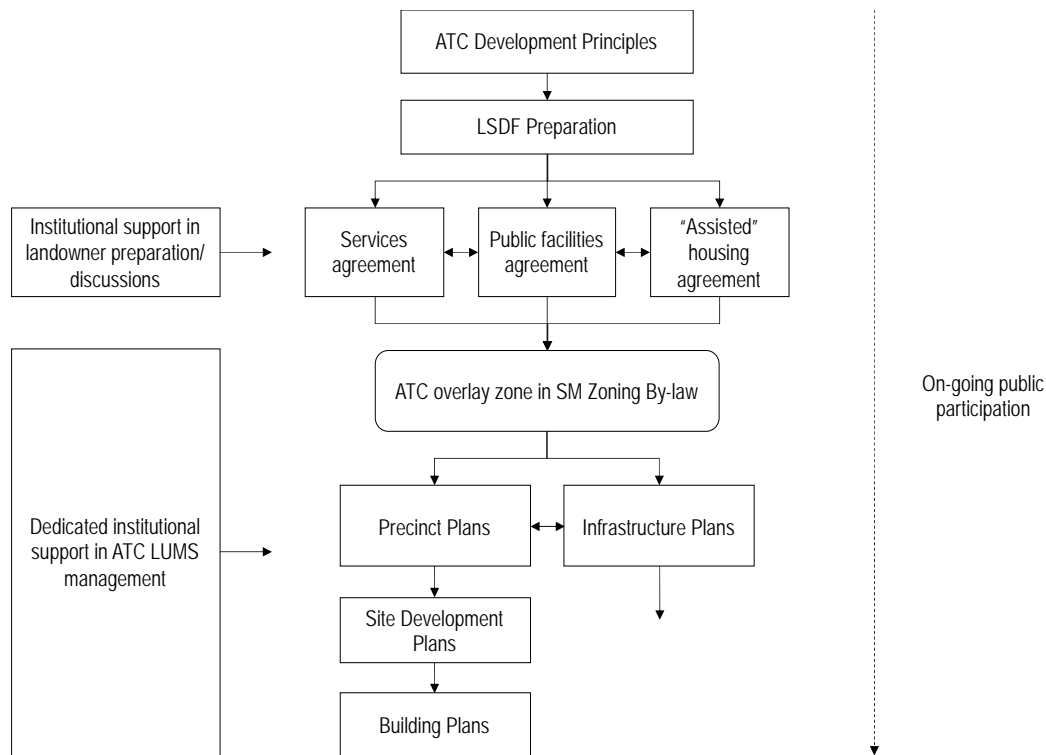 ATC Development Principles
LSDF Preparation
Institutional support in
landowner preparation/
discussions
Services
agreement
Public facilities
agreement
“Assisted”
housing
agreement
ATC overlay zone in SM Zoning By-law
On-going public
participation
Dedicated institutional
support in ATC LUMS
management
Precinct Plans
Infrastructure Plans
Site Development
Plans
Building Plans